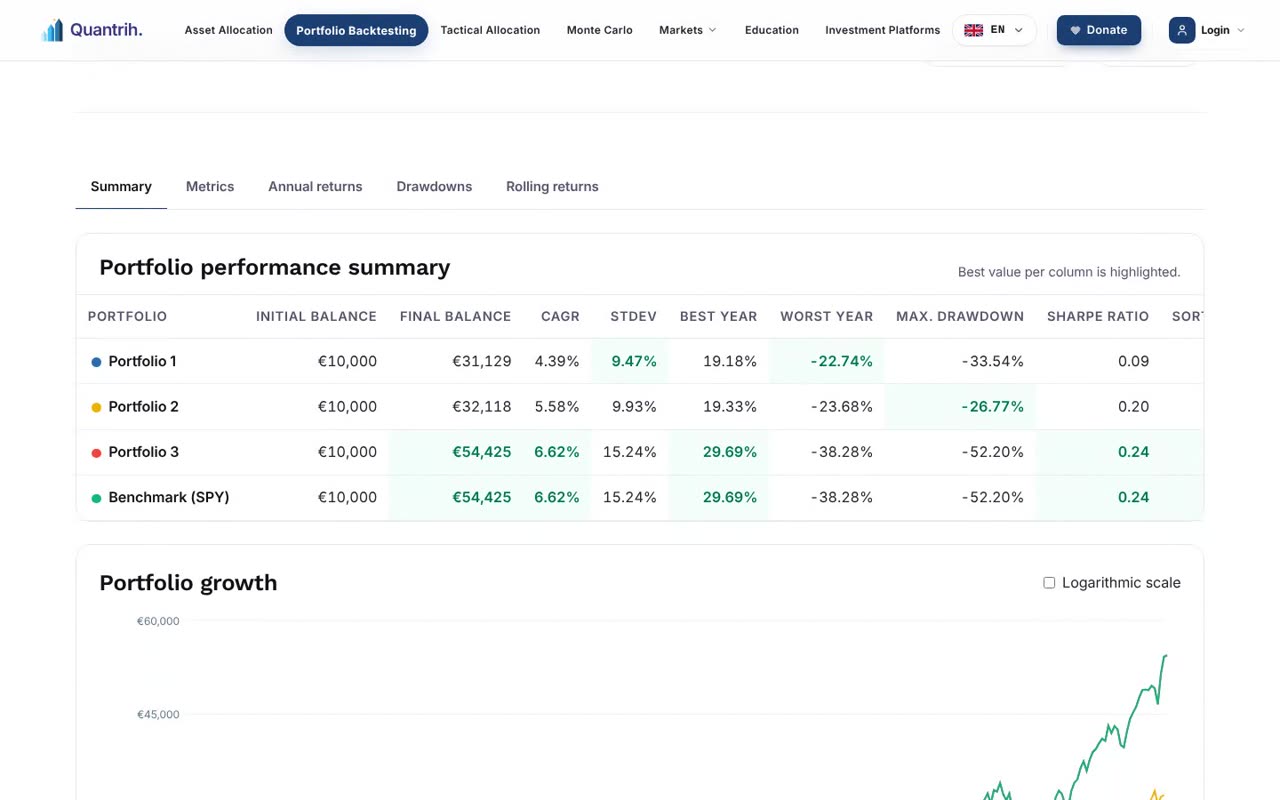 Quantrih. Asset Allocation Portfolio Backtesting Tactical Allocation Monte Carlo Markets Education Investment Platforms EN Donate Login
Summary Metrics Annual returns Drawdowns Rolling returns
Portfolio performance summary
Best value per column is highlighted.
PORTFOLIO INITIAL BALANCE FINAL BALANCE CAGR STDEV BEST YEAR WORST YEAR MAX. DRAWDOWN SHARPE RATIO SORT
Portfolio 1 €10,000 €31,129 4.39% 9.47% 19.18% -22.74% -33.54% 0.09
Portfolio 2 €10,000 €32,118 5.58% 9.93% 19.33% -23.68% -26.77% 0.20
Portfolio 3 €10,000 €54,425 6.62% 15.24% 29.69% -38.28% -52.20% 0.24
Benchmark (SPY) €10,000 €54,425 6.62% 15.24% 29.69% -38.28% -52.20% 0.24
Portfolio growth
Logarithmic scale
€60,000
€45,000